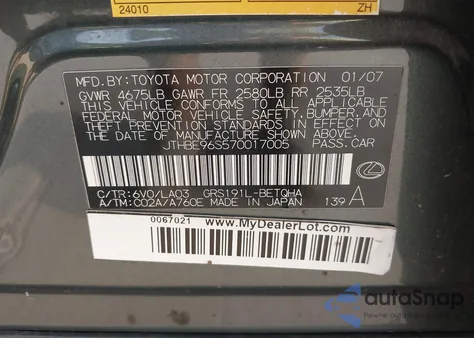 24010 ZH
MFD.BY:TOYOTA MOTOR CORPORATION 01/07
GVWR 4675LB GAWR FR 2580LB RR 2535LB
THIS VEHICLE CONFORMS TO ALL APPLICABLE
FEDERAL MOTOR VEHICLE SAFETY,BUMPER,AND
THEFT PREVENTION STANDARDS IN EFFECT ON
THE DATE OF MANUFACTURE SHOWN ABOVE.
JTHBE96S570017005 PASS.CAR
C/TR:6V0/LA03 GRS191L-BETQHA
A/TM:C02A/A760E MADE IN JAPAN 139 A
0067021
www.MyDealerLot.com
autoSnap